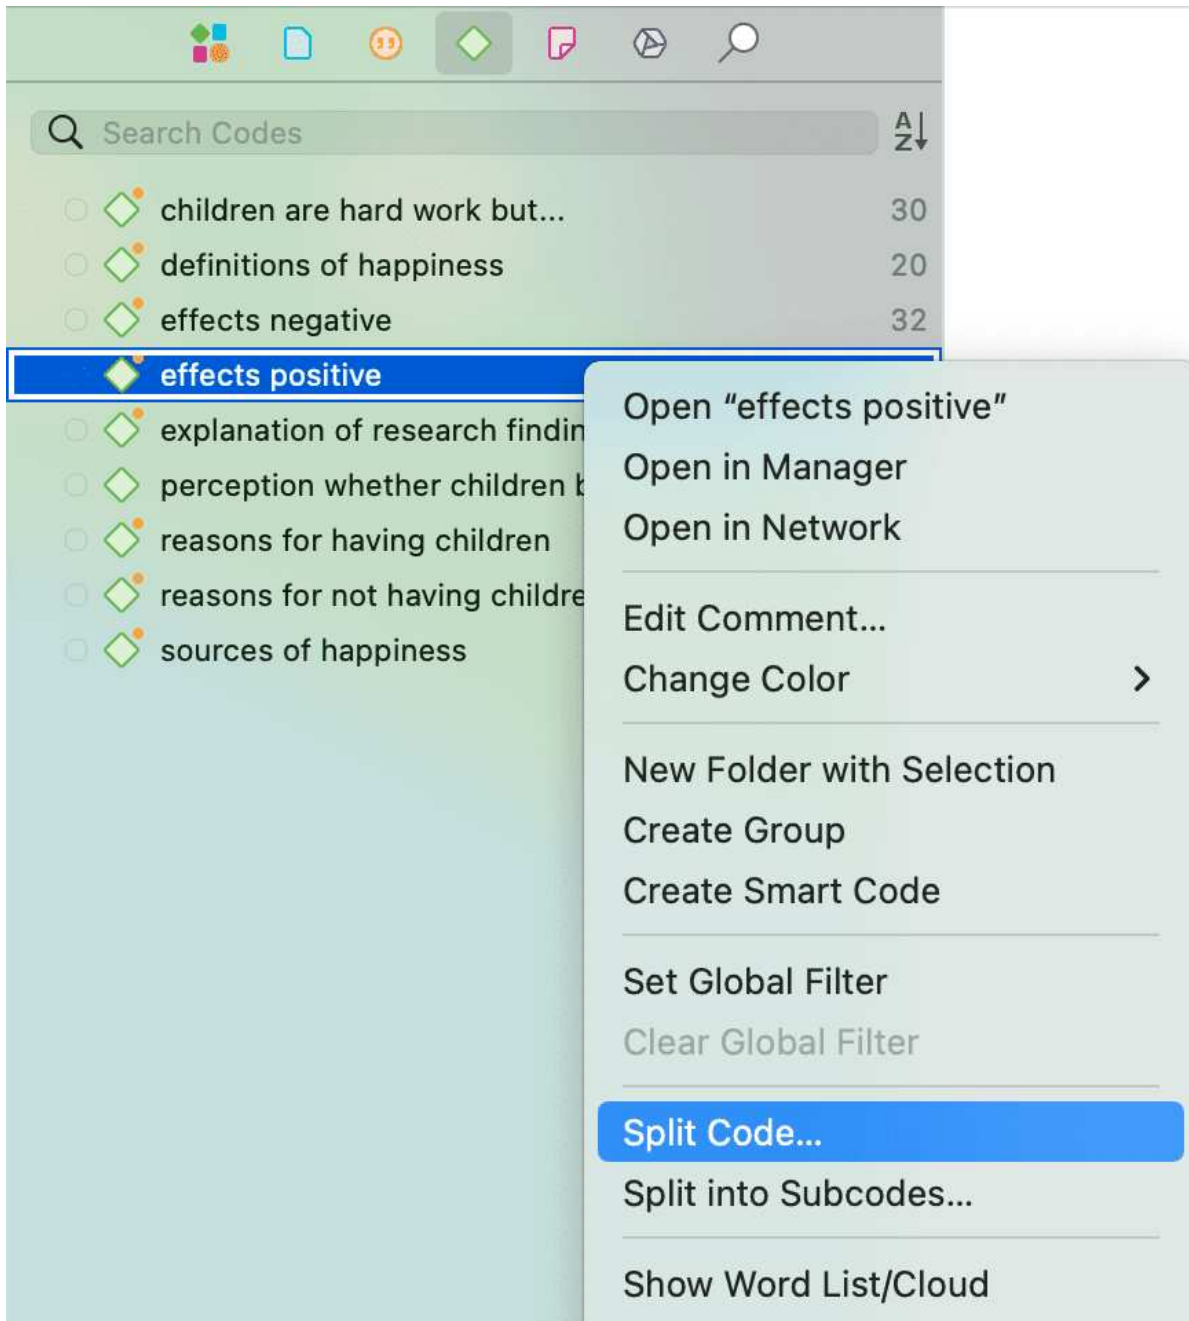 Search Codes
A
Z
children are hard work but... 30
definitions of happiness 20
effects negative 32
effects positive
explanation of research
perception whether children
reasons for having children
reasons for not having
sources of happiness
Open “effects positive”
Open in Manager
Open in Network
Edit Comment...
Change Color
New Folder with Selection
Create Group
Create Smart Code
Set Global Filter
Clear Global Filter
Split Code...
Split into Subcodes...
Show Word List/Cloud